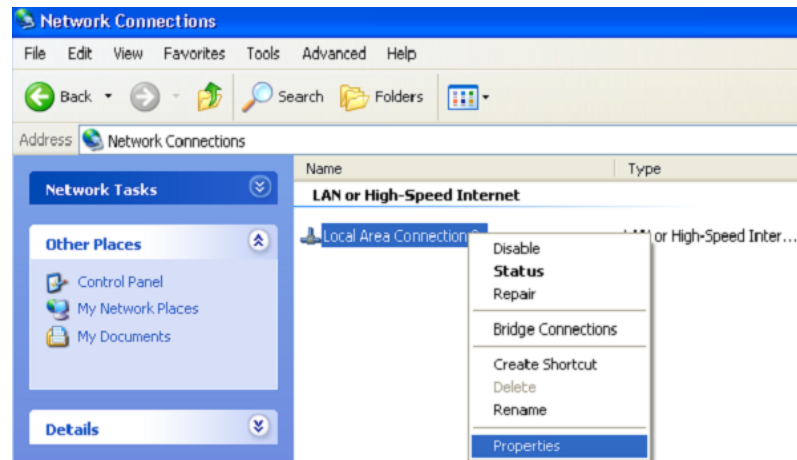 Network Connections
File Edit View Favorites Tools Advanced Help
Back Search Folders
Address Network Connections
Name Type
Network Tasks
LAN or High-Speed Internet
Other Places
Local Area Connection or High-Speed Inter...
Disable
Status
Control Panel
Repair
My Network Places
Bridge Connections
My Documents
Create Shortcut
Delete
Rename
Details
Properties